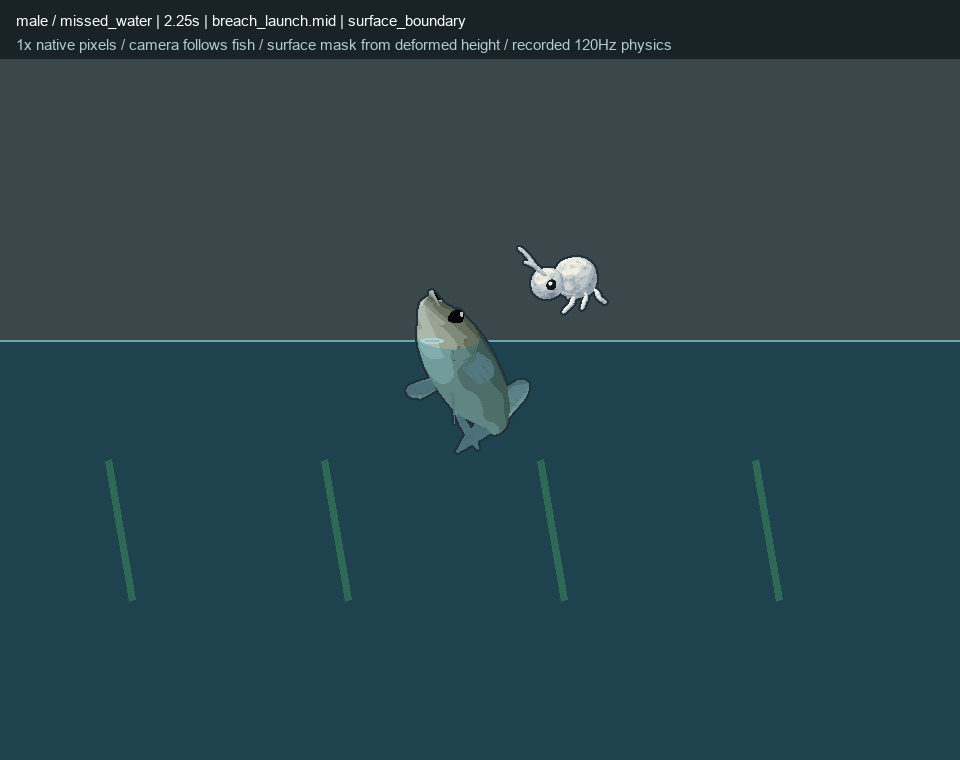 male / missed_water | 2.25s | breach_launch.mid | surface_boundary
1x native pixels / camera follows fish / surface mask from deformed height / recorded 120Hz physics